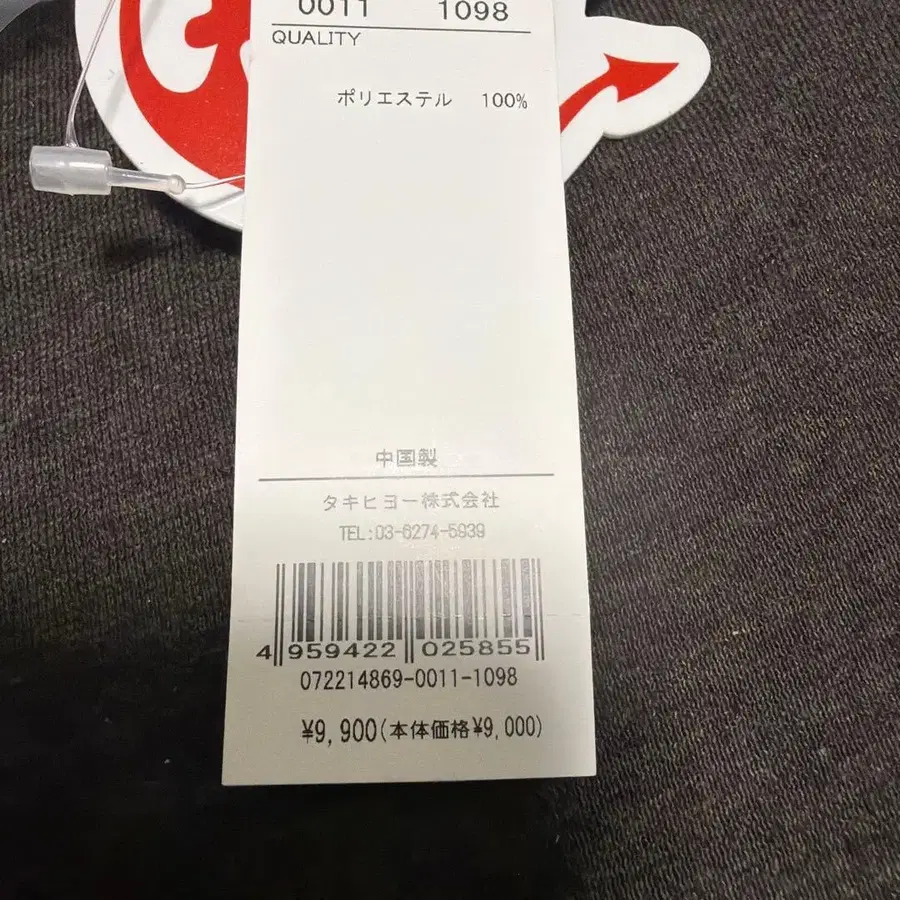 0011 1098
QUALITY
ポリエステル 100%
中国製
タキヒヨー株式会社
TEL:03-6274-5939
4 959422 025855
072214869-0011-1098
¥9,900(本体価格¥9,000)